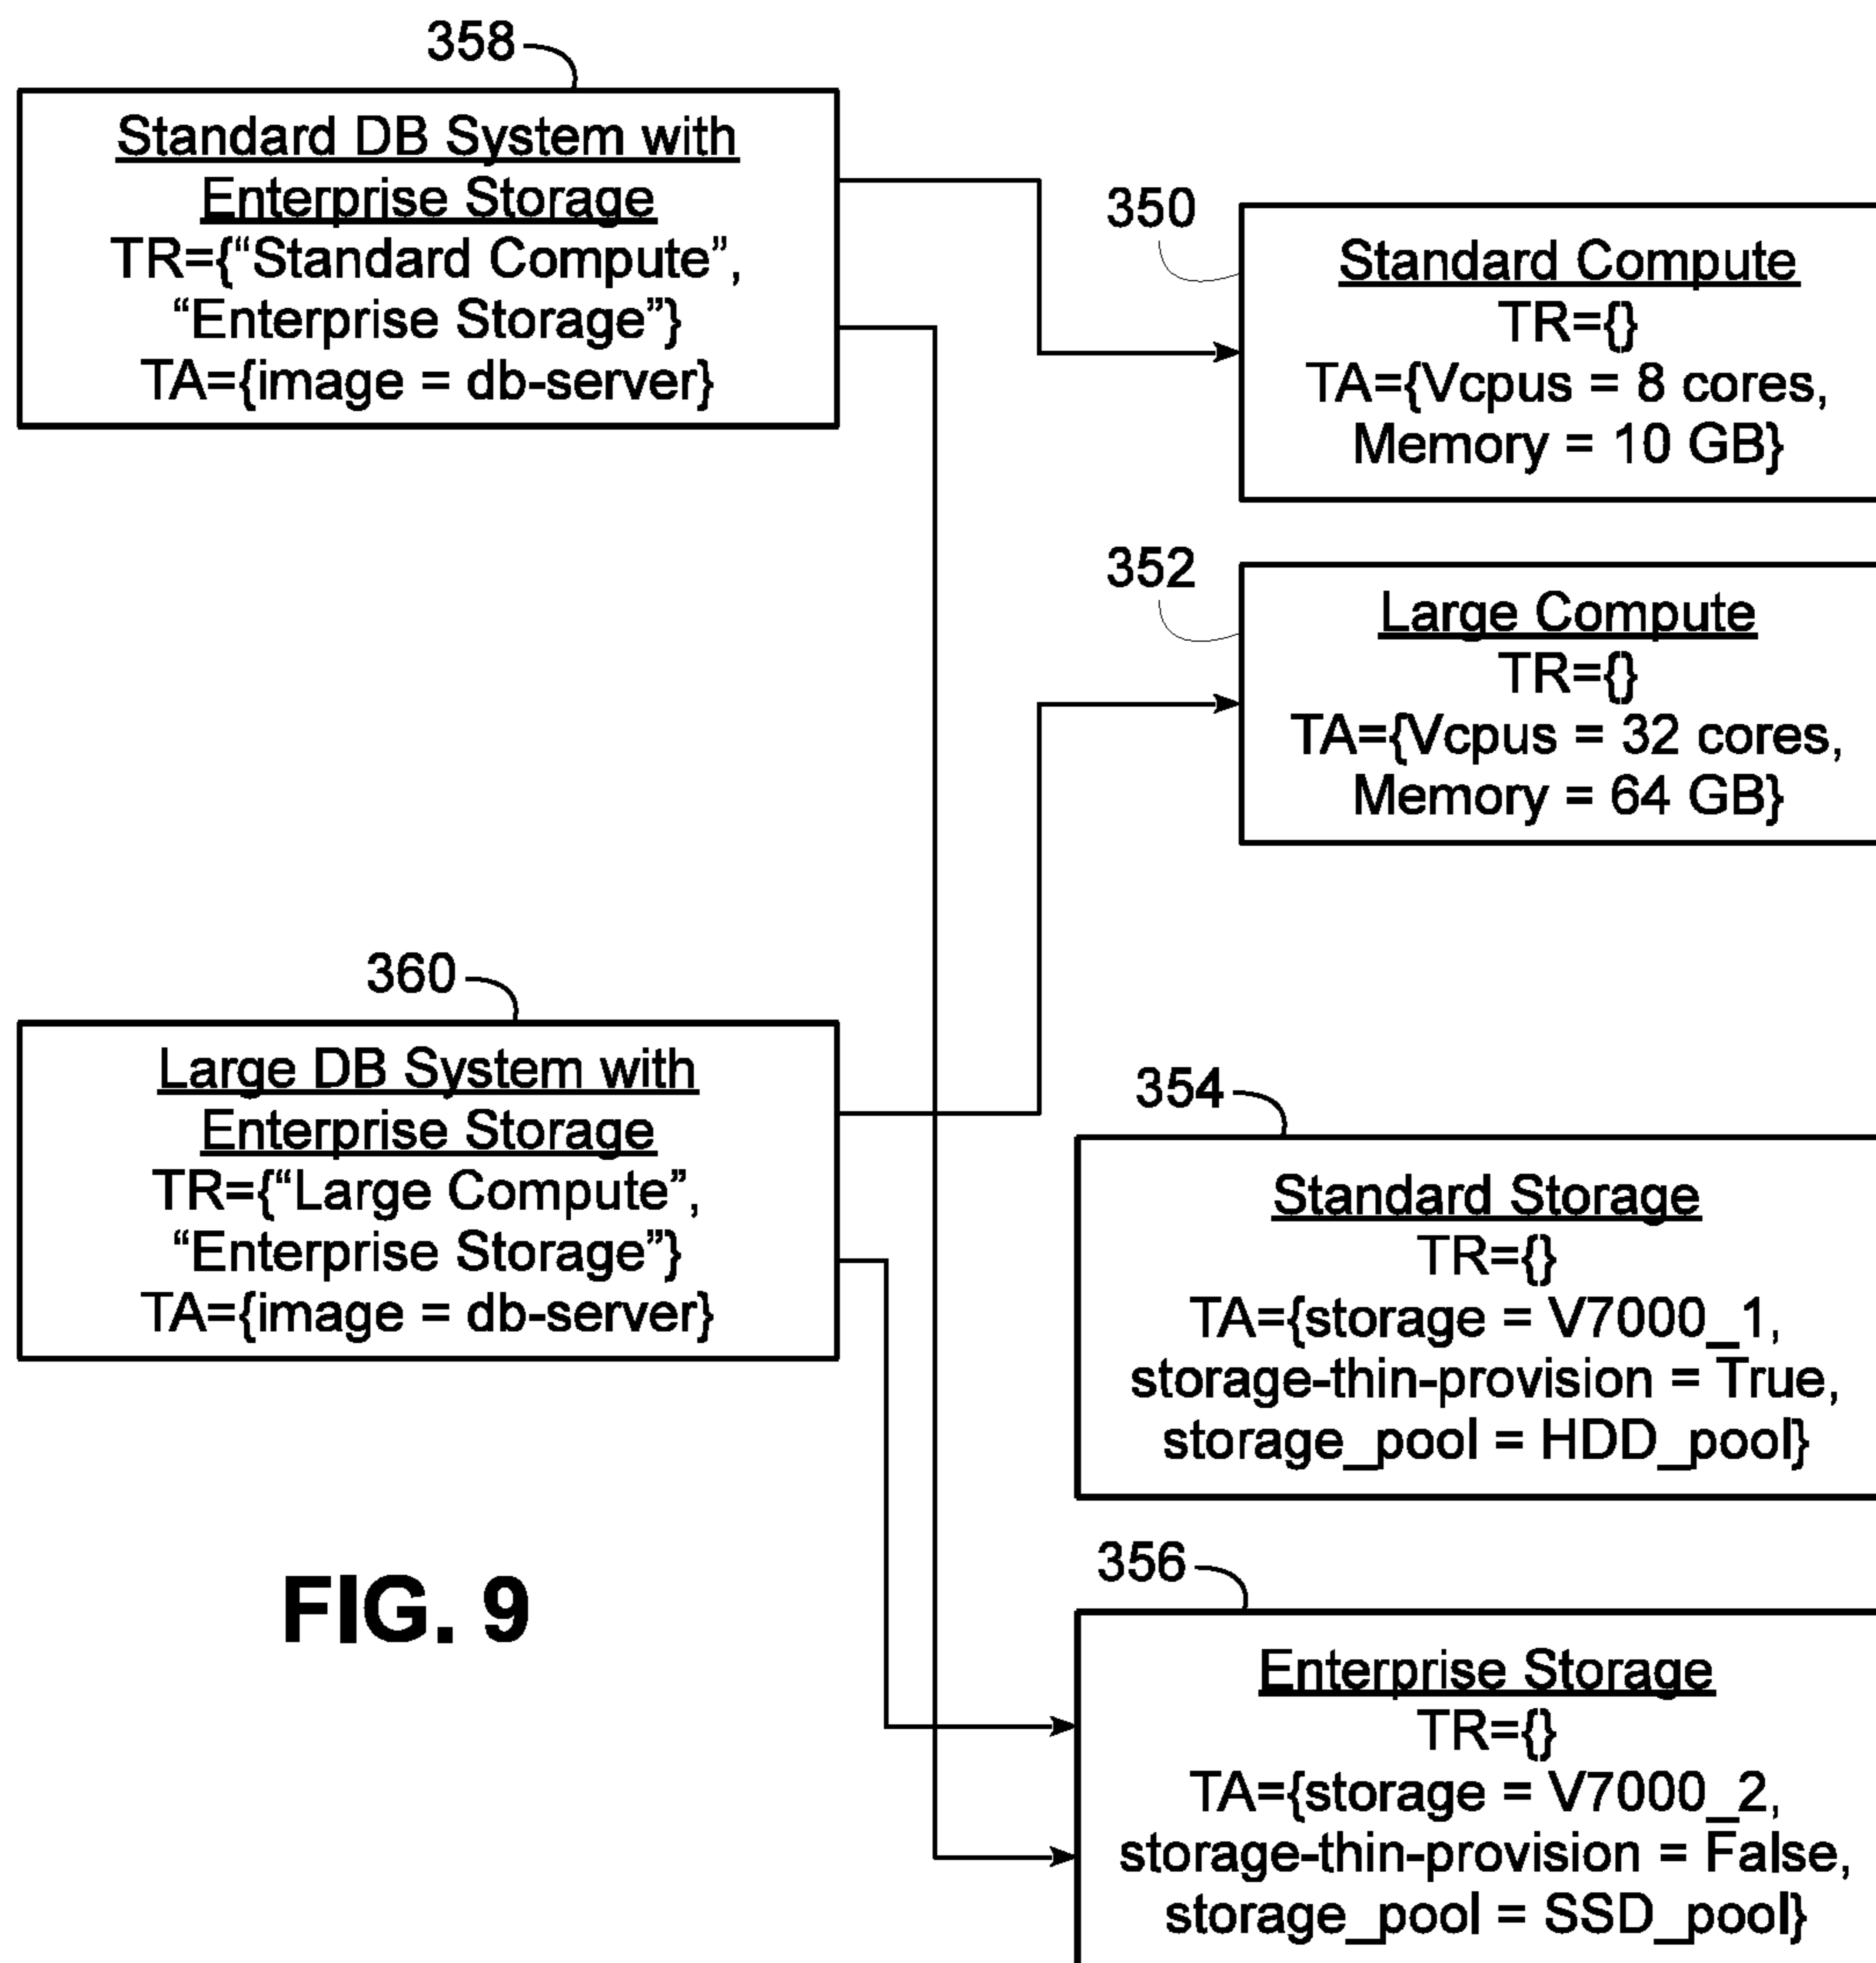 358
Standard DB System with
Enterprise Storage
TR={“Standard Compute”,
“Enterprise Storage”}
TA={image = db-server}
350
Standard Compute
TR={}
TA={Vcpus = 8 cores,
Memory = 10 GB}
352
Large Compute
TR={}
TA={Vcpus = 32 cores,
Memory = 64 GB}
360
Large DB System with
Enterprise Storage
TR={“Large Compute”,
“Enterprise Storage”}
TA={image = db-server}
354
Standard Storage
TR={}
TA={storage = V7000_1,
storage-thin-provision = True,
storage_pool = HDD_pool}
356
Enterprise Storage
TR={}
TA={storage = V7000_2,
storage-thin-provision = False,
storage_pool = SSD_pool}
FIG. 9